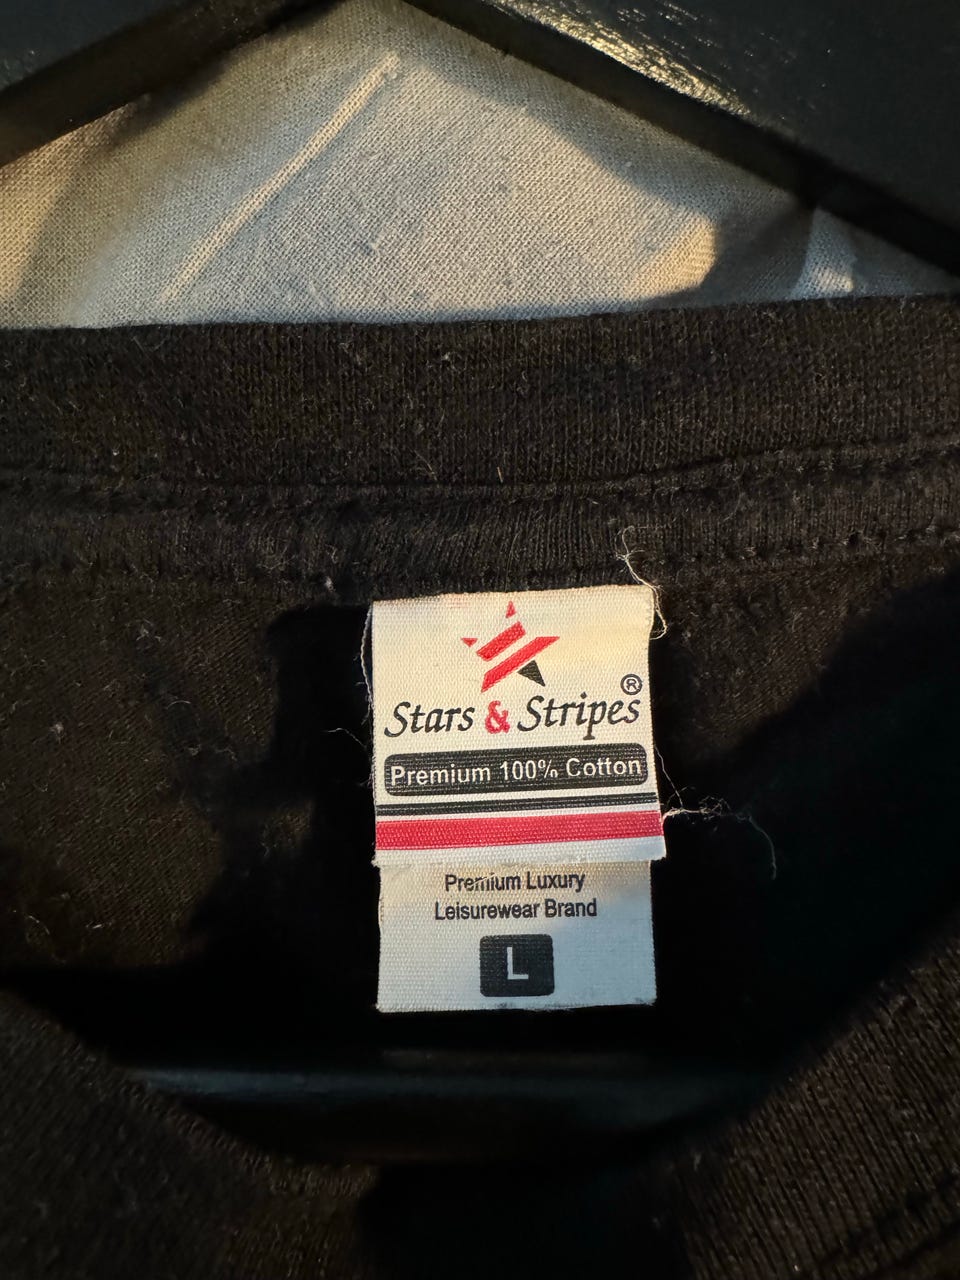 Stars & Stripes®
Premium 100% Cotton
Premium Luxury
Leisurewear Brand
L